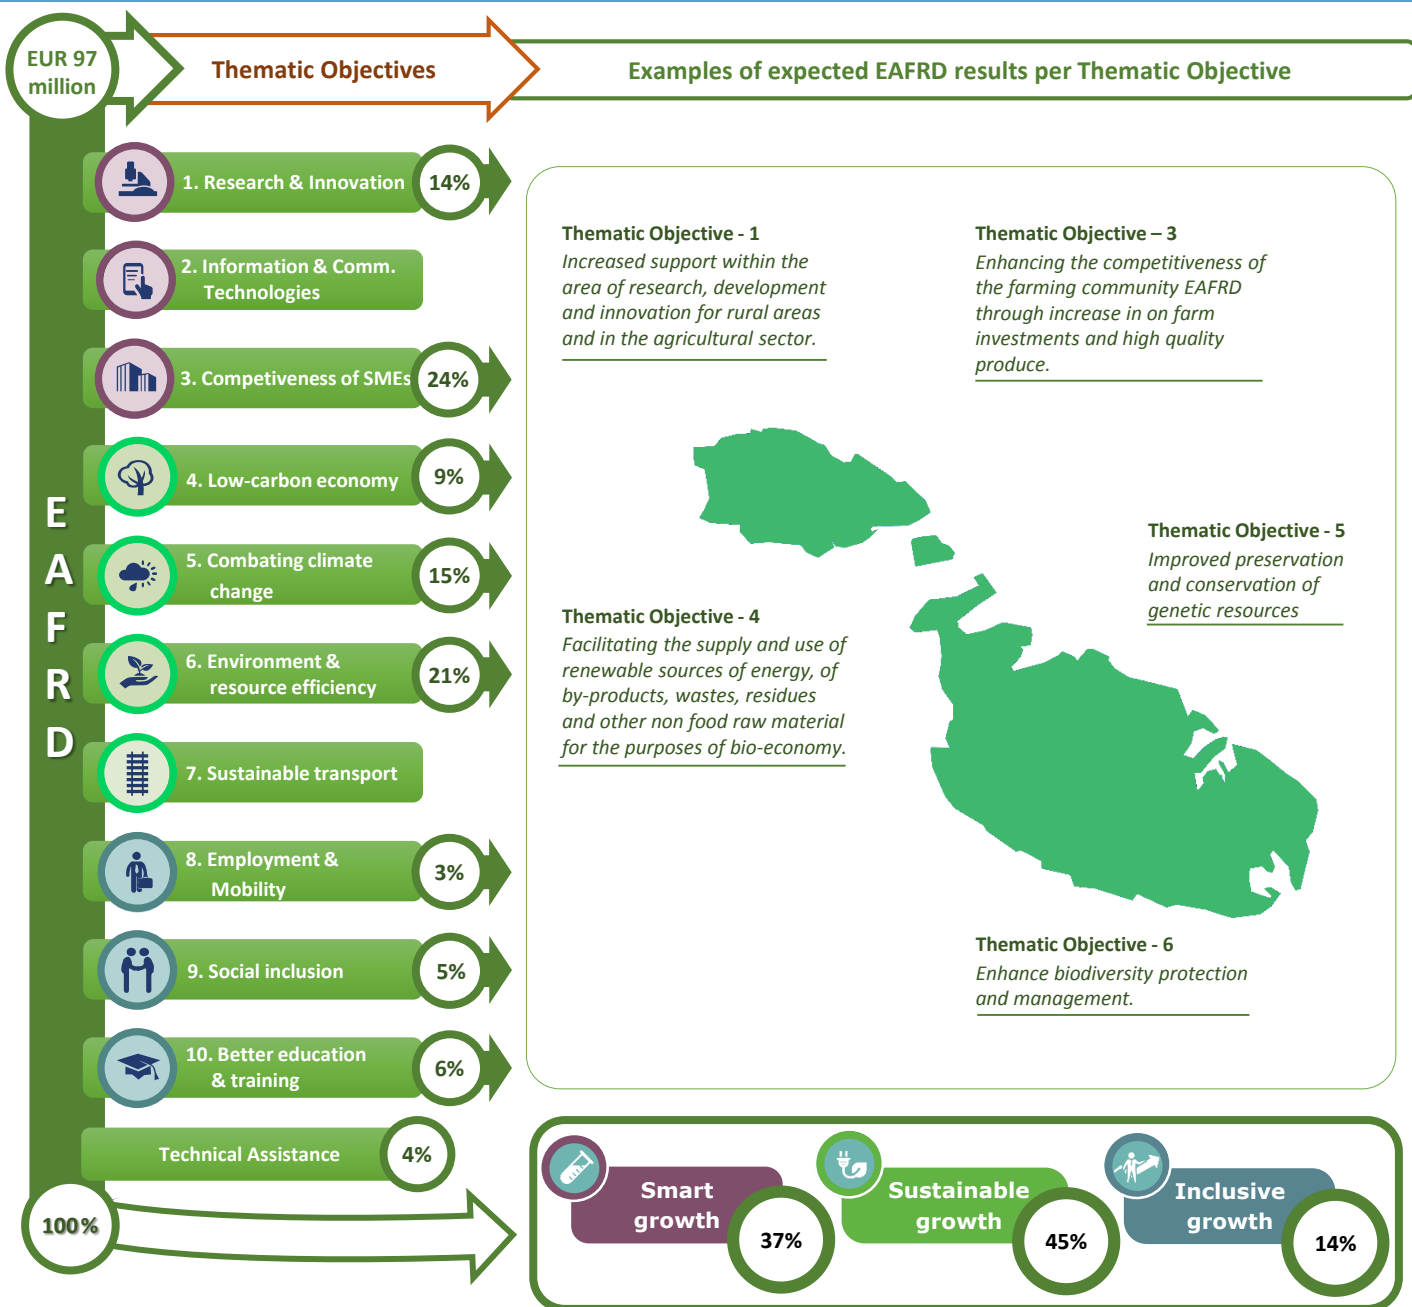 EUR 97
million
Thematic Objectives
Examples of expected EAFRD results per Thematic Objective
E
A
F
R
D
1. Research & Innovation
14%
2. Information & Comm.
Technologies
3. Competiveness of SMEs
24%
4. Low-carbon economy
9%
5. Combating climate
change
15%
6. Environment &
resource efficiency
21%
7. Sustainable transport
8. Employment &
Mobility
3%
9. Social inclusion
5%
10. Better education
& training
6%
Technical Assistance
4%
100%
Thematic Objective - 1
Increased support within the
area of research, development
and innovation for rural areas
and in the agricultural sector.
Thematic Objective – 3
Enhancing the competitiveness of
the farming community EAFRD
through increase in on farm
investments and high quality
produce.
Thematic Objective - 5
Improved preservation
and conservation of
genetic resources
Thematic Objective - 4
Facilitating the supply and use of
renewable sources of energy, of
by-products, wastes, residues
and other non food raw material
for the purposes of bio-economy.
Thematic Objective - 6
Enhance biodiversity protection
and management.
Smart
growth
37%
Sustainable
growth
45%
Inclusive
growth
14%